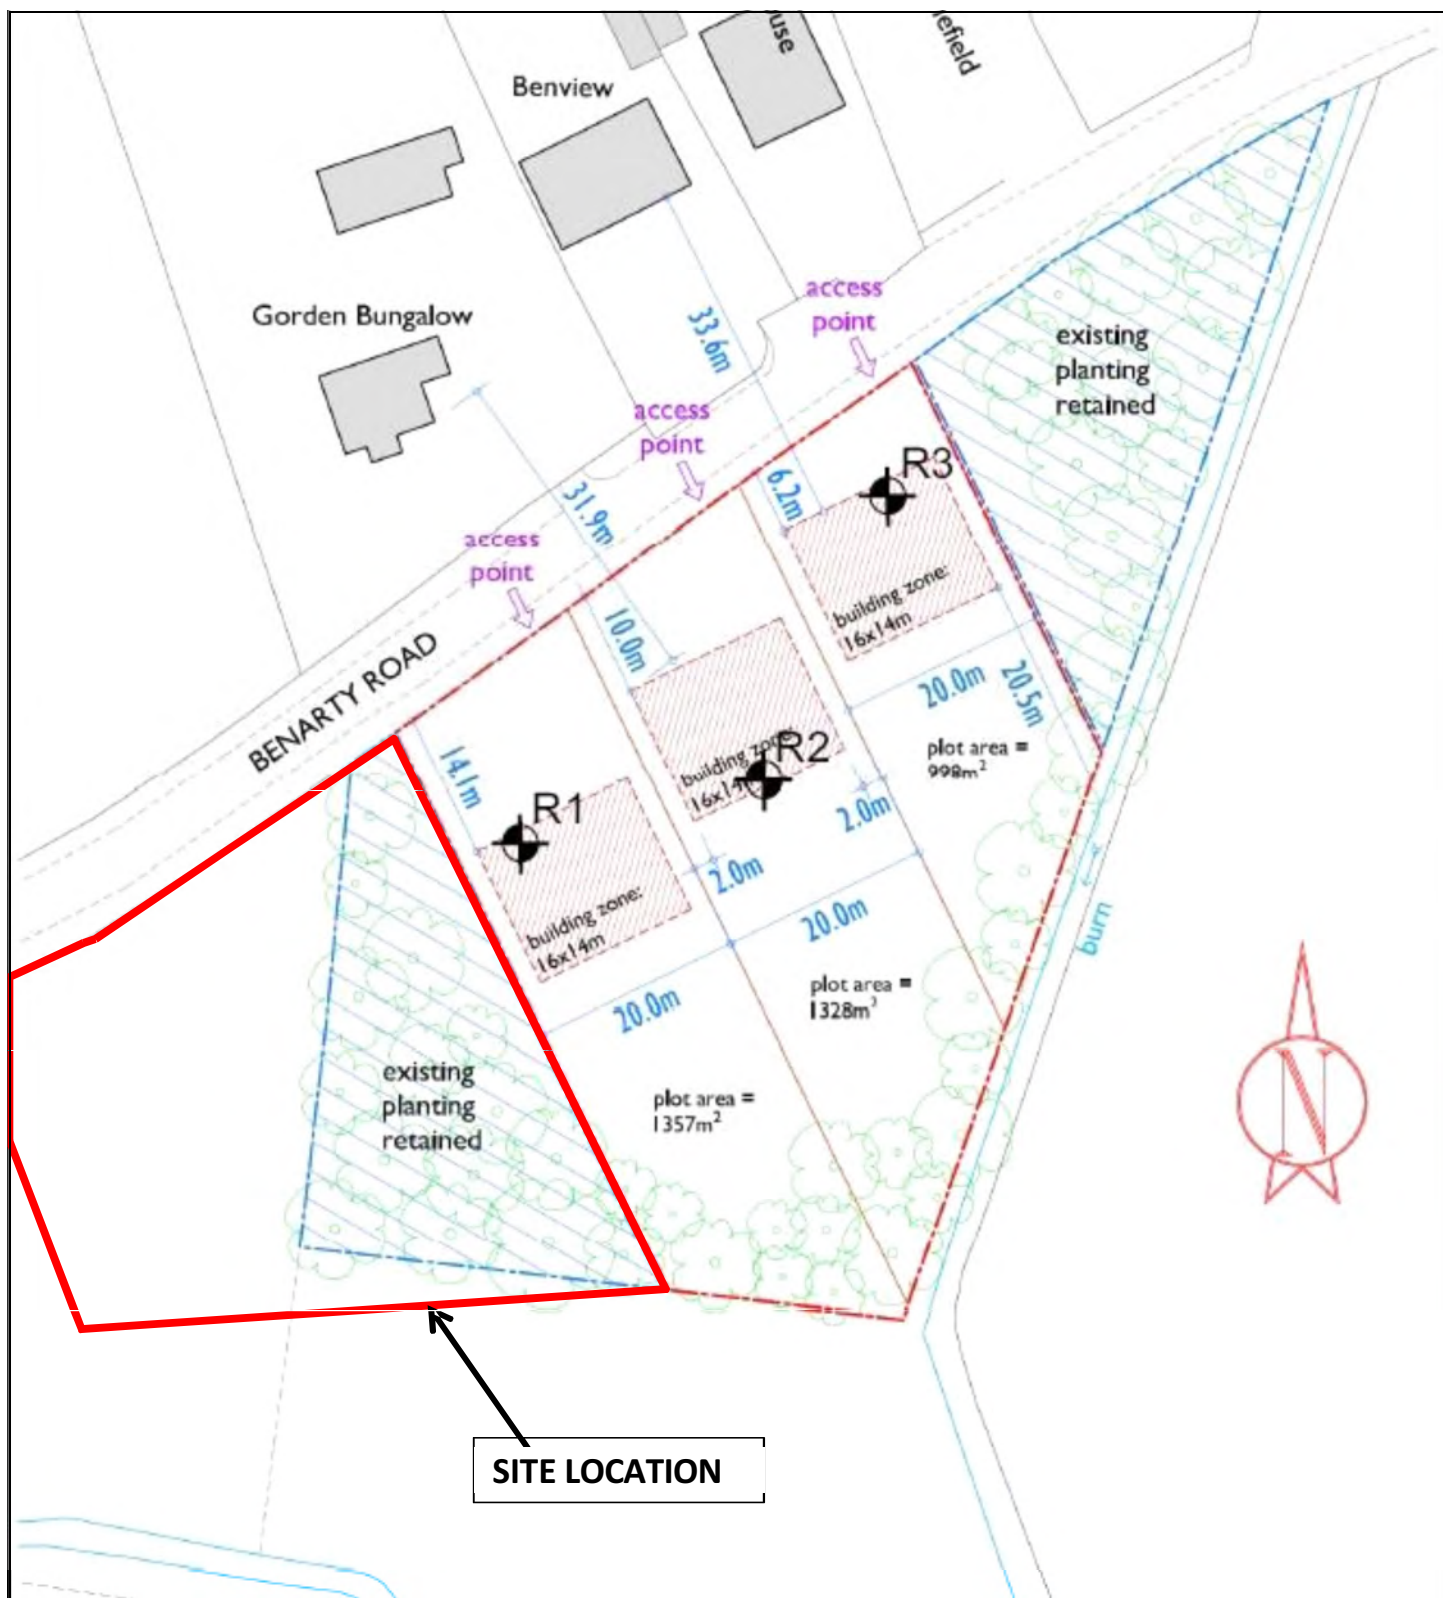 Benview
Gorden Bungalow
33.6m
access
point
existing
planting
retained
access
point
31.9m
access
point
6.2m
R3
building zone:
16x14m
10.0m
BENARTY ROAD
20.0m
20.5m
plot area =
998m²
14.1m
building zone:
16x14m
R2
2.0m
R1
building zone:
16x14m
2.0m
20.0m
burn
20.0m
plot area =
1328m²
existing
planting
retained
plot area =
1357m²
N
SITE LOCATION